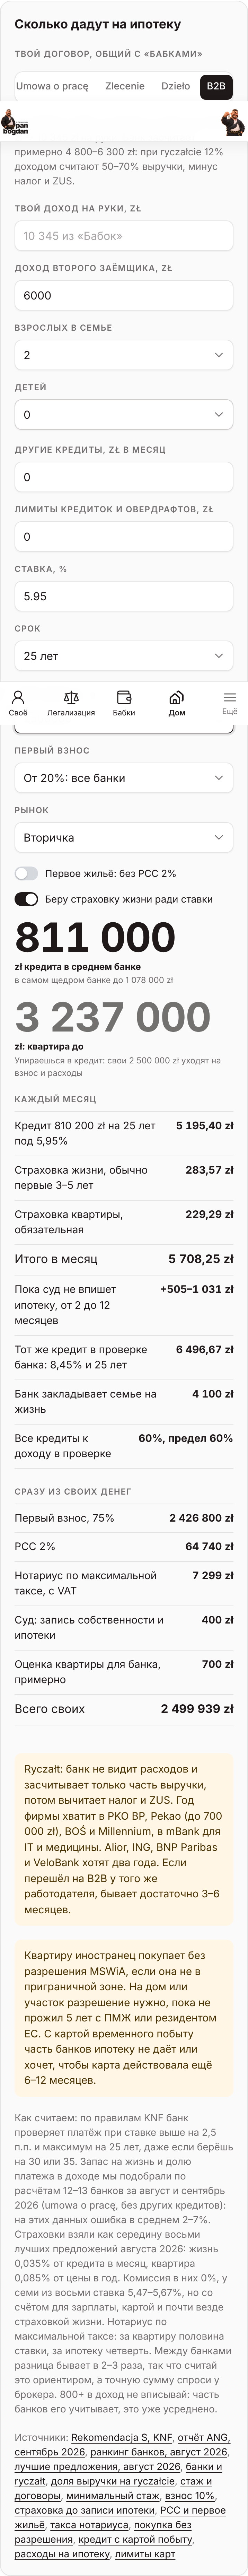 Сколько дадут на ипотеку
ТВОЙ ДОГОВОР, ОБЩИЙ С «БАБКАМИ»
Umowa o pracę Zlecenie Dzieło B2B
pan bogdan
примерно 4 800–6 300 zł: при ryczałcie 12%
доходом считают 50–70% выручки, минус
налог и ZUS.
ТВОЙ ДОХОД НА РУКИ, ZŁ
10 345 из «Бабок»
ДОХОД ВТОРОГО ЗАЁМЩИКА, ZŁ
6000
ВЗРОСЛЫХ В СЕМЬЕ
2
ДЕТЕЙ
0
ДРУГИЕ КРЕДИТЫ, ZŁ В МЕСЯЦ
0
ЛИМИТЫ КРЕДИТОК И ОВЕРДРАФТОВ, ZŁ
0
СТАВКА, %
5.95
СРОК
25 лет
Своё Легализация Бабки Дом Ещё
ПЕРВЫЙ ВЗНОС
От 20%: все банки
РЫНОК
Вторичка
Первое жильё: без PCC 2%
Беру страховку жизни ради ставки
811 000
zł кредита в среднем банке
в самом щедром банке до 1 078 000 zł
3 237 000
zł: квартира до
Упираешься в кредит: свои 2 500 000 zł уходят на
взнос и расходы
КАЖДЫЙ МЕСЯЦ
Кредит 810 200 zł на 25 лет 5 195,40 zł
под 5,95%
Страховка жизни, обычно 283,57 zł
первые 3–5 лет
Страховка квартиры, 229,29 zł
обязательная
Итого в месяц 5 708,25 zł
Пока суд не впишет +505–1 031 zł
ипотеку, от 2 до 12
месяцев
Тот же кредит в проверке 6 496,67 zł
банка: 8,45% и 25 лет
Банк закладывает семье на 4 100 zł
жизнь
Все кредиты к 60%, предел 60%
доходу в проверке
СРАЗУ ИЗ СВОИХ ДЕНЕГ
Первый взнос, 75% 2 426 800 zł
PCC 2% 64 740 zł
Нотариус по максимальной 7 299 zł
таксе, с VAT
Суд: запись собственности и 400 zł
ипотеки
Оценка квартиры для банка, 700 zł
примерно
Всего своих 2 499 939 zł
Ryczałt: банк не видит расходов и
засчитывает только часть выручки,
потом вычитает налог и ZUS. Год
фирмы хватит в PKO BP, Pekao (до 700
000 zł), BOŚ и Millennium, в mBank для
IT и медицины. Alior, ING, BNP Paribas
и VeloBank хотят два года. Если
перешёл на B2B у того же
работодателя, бывает достаточно 3–6
месяцев.
Квартиру иностранец покупает без
разрешения MSWiA, если она не в
приграничной зоне. На дом или
участок разрешение нужно, пока не
прожил 5 лет с ПМЖ или резидентом
ЕС. С картой временного побыту
часть банков ипотеку не даёт или
хочет, чтобы карта действовала ещё
6–12 месяцев.
Как считаем: по правилам KNF банк
проверяет платёж при ставке выше на 2,5
п.п. и максимум на 25 лет, даже если берёшь
на 30 или 35. Запас на жизнь и долю
платежа в доходе мы подобрали по
расчётам 12–13 банков за август и сентябрь
2026 (umowa o pracę, без других кредитов):
на этих данных ошибка в среднем 2–7%.
Страховки взяли как середину восьми
лучших предложений августа 2026: жизнь
0,035% от кредита в месяц, квартира
0,085% от цены в год. Комиссия в них 0%, у
семи из восьми ставка 5,47–5,67%, но со
счётом для зарплаты, картой и почти везде
страховкой жизни. Нотариус по
максимальной таксе: за квартиру половина
ставки, за ипотеку четверть. Между банками
разница бывает в 2–3 раза, так что считай
это ориентиром, а точную сумму спроси у
брокера. 800+ в доход не вписывай: часть
банков его учитывает, это уже усреднено.
Источники: Rekomendacja S, KNF, отчёт ANG,
сентябрь 2026, ранкинг банков, август 2026,
лучшие предложения, август 2026, банки и
ryczałt, доля выручки на ryczałcie, стаж и
договоры, минимальный стаж, взнос 10%,
страховка до записи ипотеки, PCC и первое
жильё, такса нотариуса, покупка без
разрешения, кредит с картой побыту,
расходы на ипотеку, лимиты карт